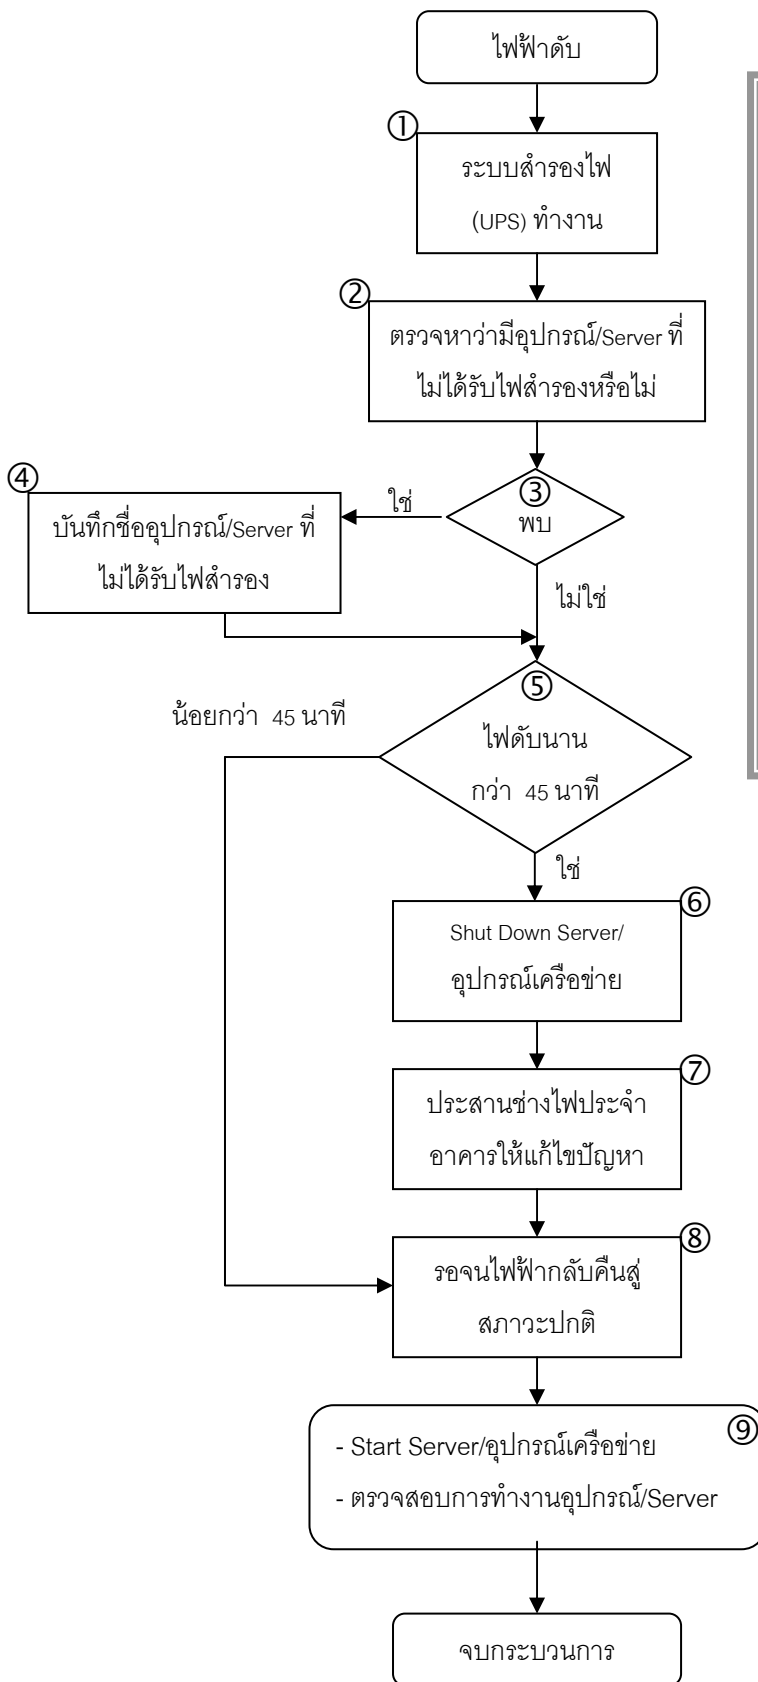 ไฟฟ้าดับ
①
ระบบสำรองไฟ
(UPS) ทำงาน
②
ตรวจหาว่ามีอุปกรณ์/Server ที่
ไม่ได้รับไฟสำรองหรือไม่
③
พบ
ใช่
④
บันทึกชื่ออุปกรณ์/Server ที่
ไม่ได้รับไฟสำรอง
ไม่ใช่
⑤
ไฟดับนาน
กว่า 45 นาที
น้อยกว่า 45 นาที
ใช่
⑥
Shut Down Server/
อุปกรณ์เครือข่าย
⑦
ประสานช่างไฟประจำ
อาคารให้แก้ไขปัญหา
⑧
รอจนไฟฟ้ากลับคืนสู่
สภาวะปกติ
⑨
- Start Server/อุปกรณ์เครือข่าย
- ตรวจสอบการทำงานอุปกรณ์/Server
จบกระบวนการ